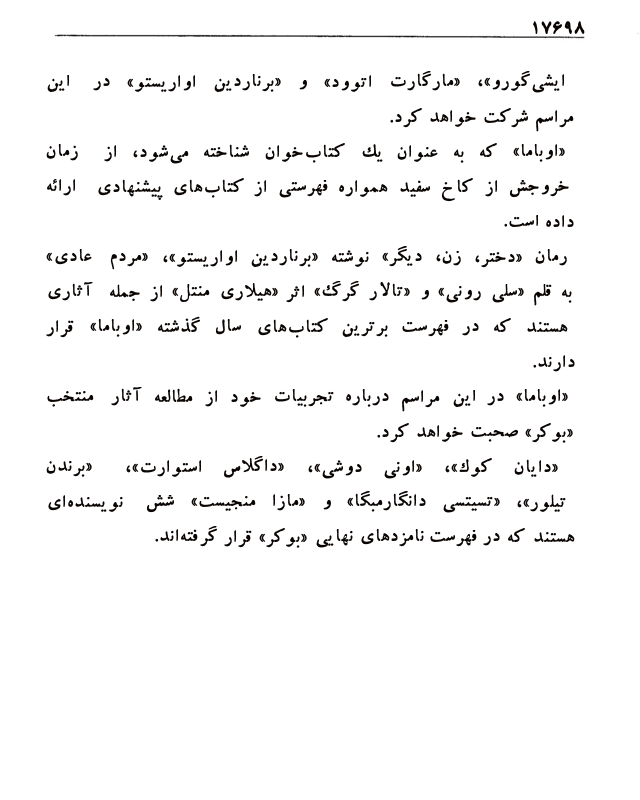 ۱۷۶۹۸
ایشی‌گورو»، «مارگارت اتوود» و «برناردین اواریستو» در این
مراسم شرکت خواهد کرد.
«اوباما» که به عنوان یك کتاب‌خوان شناخته می‌شود، از زمان
خروجش از کاخ سفید همواره فهرستی از کتاب‌های پیشنهادی ارائه
داده است.
رمان «دختر، زن، دیگر» نوشته «برناردین اواریستو»، «مردم عادی»
به قلم «سلی رونی» و «تالار گرگ» اثر «هیلاری منتل» از جمله آثاری
هستند که در فهرست برترین کتاب‌های سال گذشته «اوباما» قرار
دارند.
«اوباما» در این مراسم درباره تجربیات خود از مطالعه آثار منتخب
«بوکر» صحبت خواهد کرد.
«دایان کوك»، «اونی دوشی»، «داگلاس استوارت»، «برندن
تیلور»، «تسیتسی دانگارمبگا» و «مازا منجیست» شش نویسنده‌ای
هستند که در فهرست نامزدهای نهایی «بوکر» قرار گرفته‌اند.